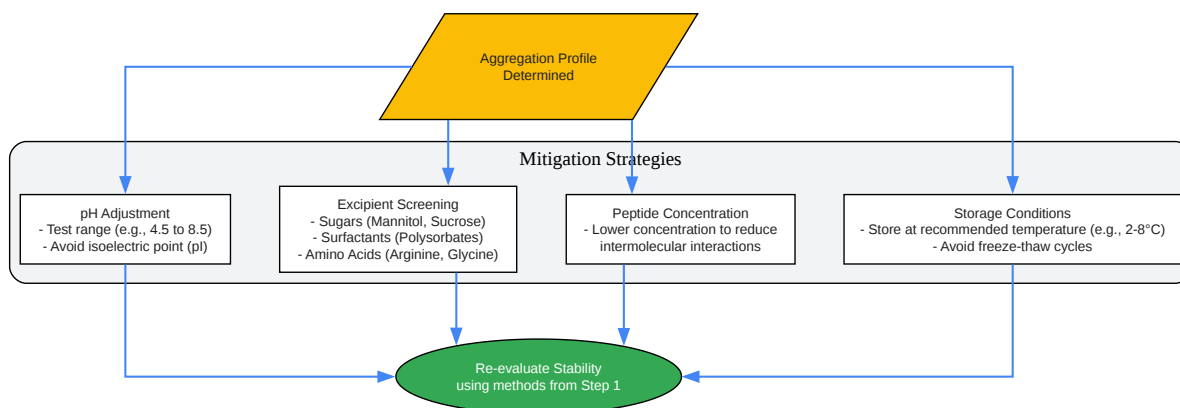 Aggregation Profile
Determined
Mitigation Strategies
pH Adjustment
- Test range (e.g., 4.5 to 8.5)
- Avoid isoelectric point (pI)
Excipient Screening
- Sugars (Mannitol, Sucrose)
- Surfactants (Polysorbates)
- Amino Acids (Arginine, Glycine)
Peptide Concentration
- Lower concentration to reduce
intermolecular interactions
Storage Conditions
- Store at recommended temperature (e.g., 2-8°C)
- Avoid freeze-thaw cycles
Re-evaluate Stability
using methods from Step 1